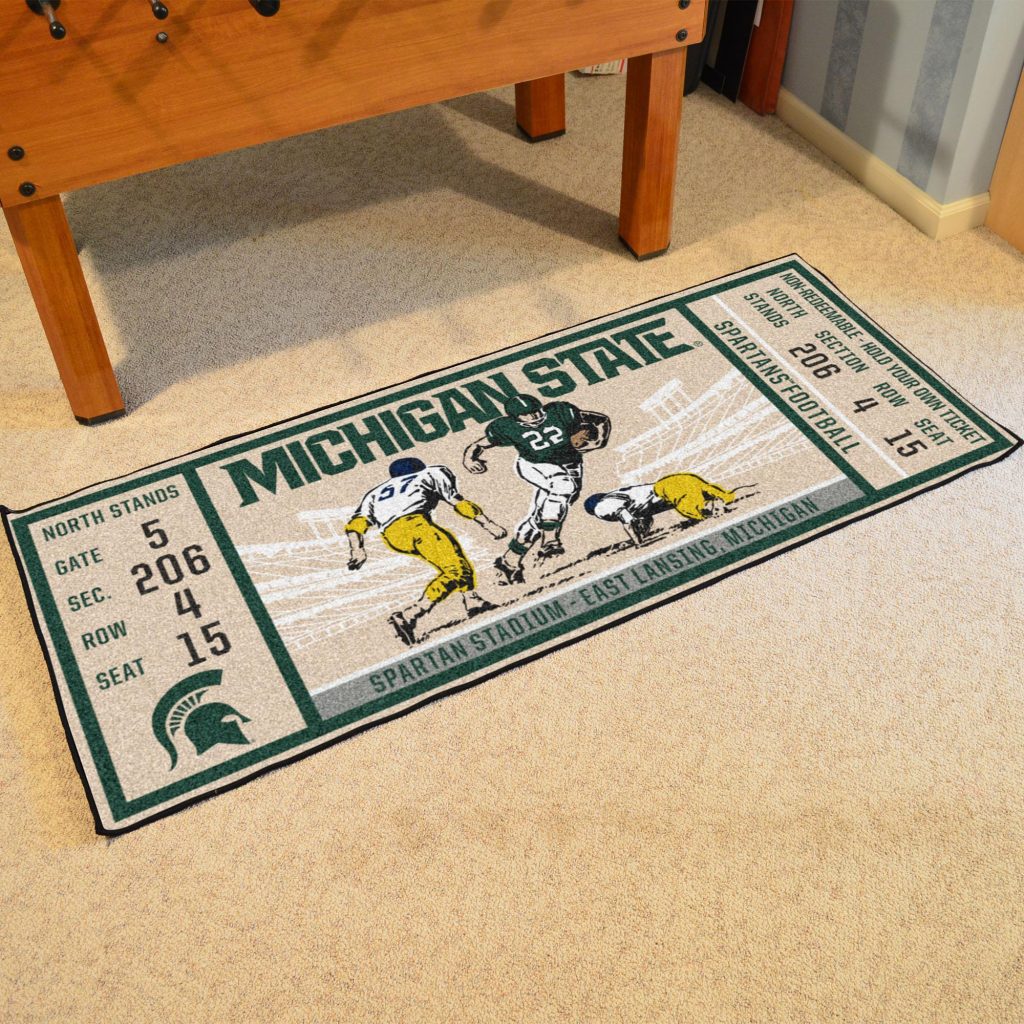 NORTH STANDS
GATE 5
SEC. 206
ROW 4
SEAT 15
MICHIGAN STATE®
57
22
SPARTAN STADIUM - EAST LANSING, MICHIGAN
SPARTANS FOOTBALL
NORTH STANDS
SECTION 206
ROW 4
SEAT 15
NON-REDEEMABLE - HOLD YOUR OWN TICKET